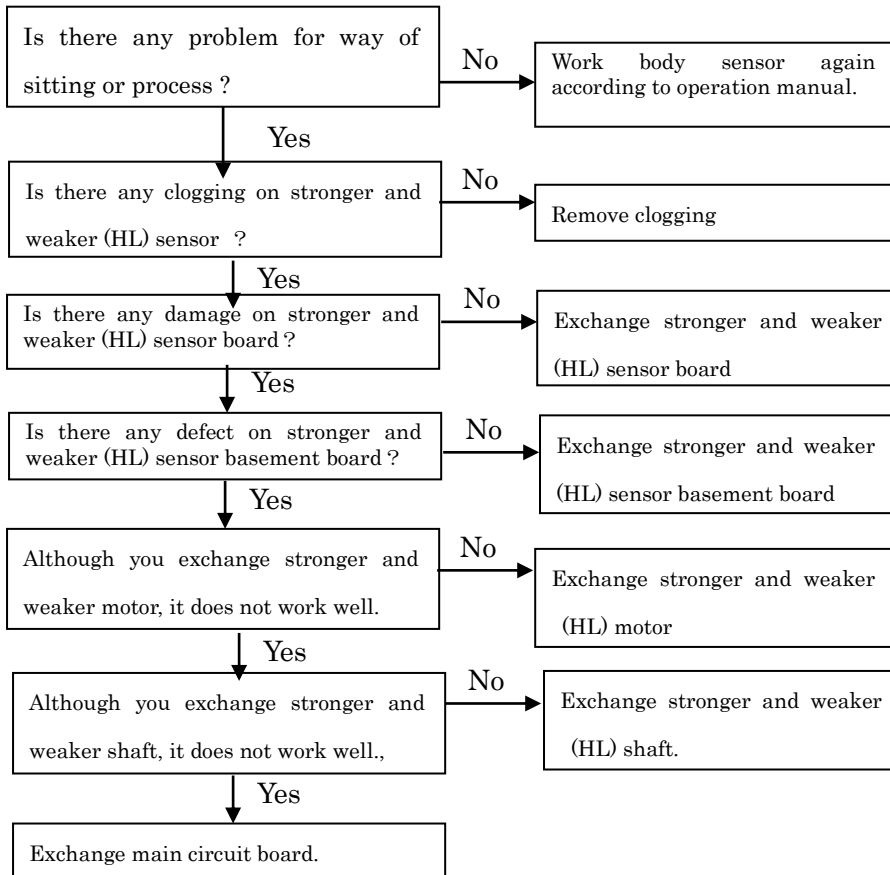 Is there any problem for way of
sitting or process ?
No
Work body sensor again
according to operation manual.
Yes
Is there any clogging on stronger and
weaker (HL) sensor ?
No
Remove clogging
Yes
Is there any damage on stronger and
weaker (HL) sensor board ?
No
Exchange stronger and weaker
(HL) sensor board
Yes
Is there any defect on stronger and
weaker (HL) sensor basement board ?
No
Exchange stronger and weaker
(HL) sensor basement board
Yes
Although you exchange stronger and
weaker motor, it does not work well.
No
Exchange stronger and weaker
(HL) motor
Yes
Although you exchange stronger and
weaker shaft, it does not work well.,
No
Exchange stronger and weaker
(HL) shaft.
Yes
Exchange main circuit board.